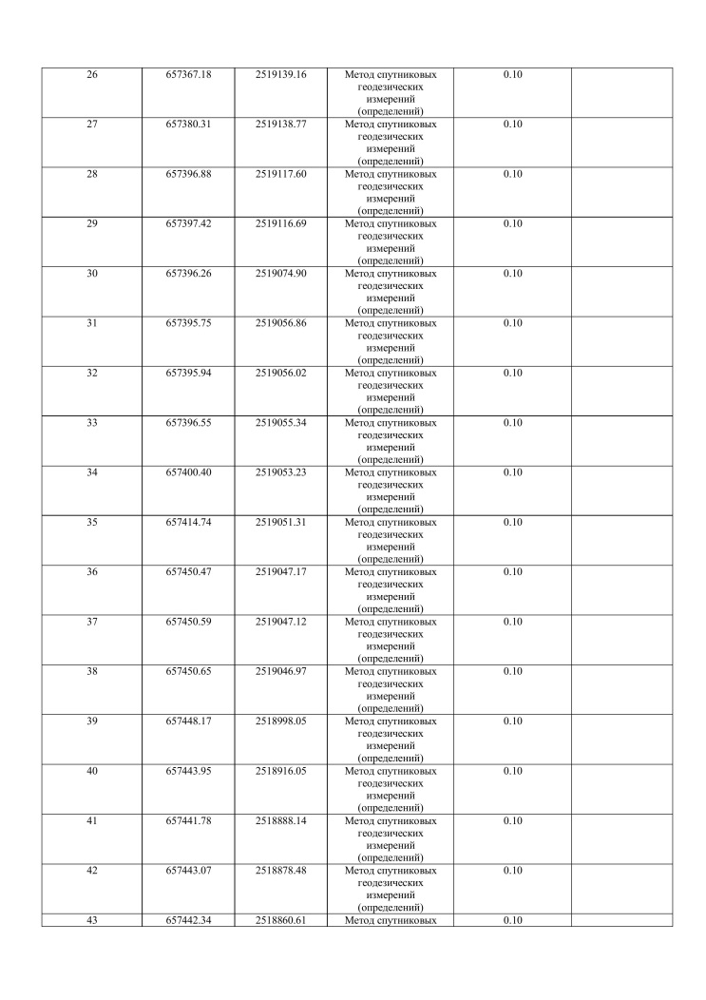 26 657367.18 2519139.16 Метод спутниковых 0.10
геодезических
измерений
(определений)
27 657380.31 2519138.77 Метод спутниковых 0.10
геодезических
измерений
(определений)
28 657396.88 2519117.60 Метод спутниковых 0.10
геодезических
измерений
(определений)
29 657397.42 2519116.69 Метод спутниковых 0.10
геодезических
измерений
(определений)
30 657396.26 2519074.90 Метод спутниковых 0.10
геодезических
измерений
(определений)
31 657395.75 2519056.86 Метод спутниковых 0.10
геодезических
измерений
(определений)
32 657395.94 2519056.02 Метод спутниковых 0.10
геодезических
измерений
(определений)
33 657396.55 2519055.34 Метод спутниковых 0.10
геодезических
измерений
(определений)
34 657400.40 2519053.23 Метод спутниковых 0.10
геодезических
измерений
(определений)
35 657414.74 2519051.31 Метод спутниковых 0.10
геодезических
измерений
(определений)
36 657450.47 2519047.17 Метод спутниковых 0.10
геодезических
измерений
(определений)
37 657450.59 2519047.12 Метод спутниковых 0.10
геодезических
измерений
(определений)
38 657450.65 2519046.97 Метод спутниковых 0.10
геодезических
измерений
(определений)
39 657448.17 2518998.05 Метод спутниковых 0.10
геодезических
измерений
(определений)
40 657443.95 2518916.05 Метод спутниковых 0.10
геодезических
измерений
(определений)
41 657441.78 2518888.14 Метод спутниковых 0.10
геодезических
измерений
(определений)
42 657443.07 2518878.48 Метод спутниковых 0.10
геодезических
измерений
(определений)
43 657442.34 2518860.61 Метод спутниковых 0.10